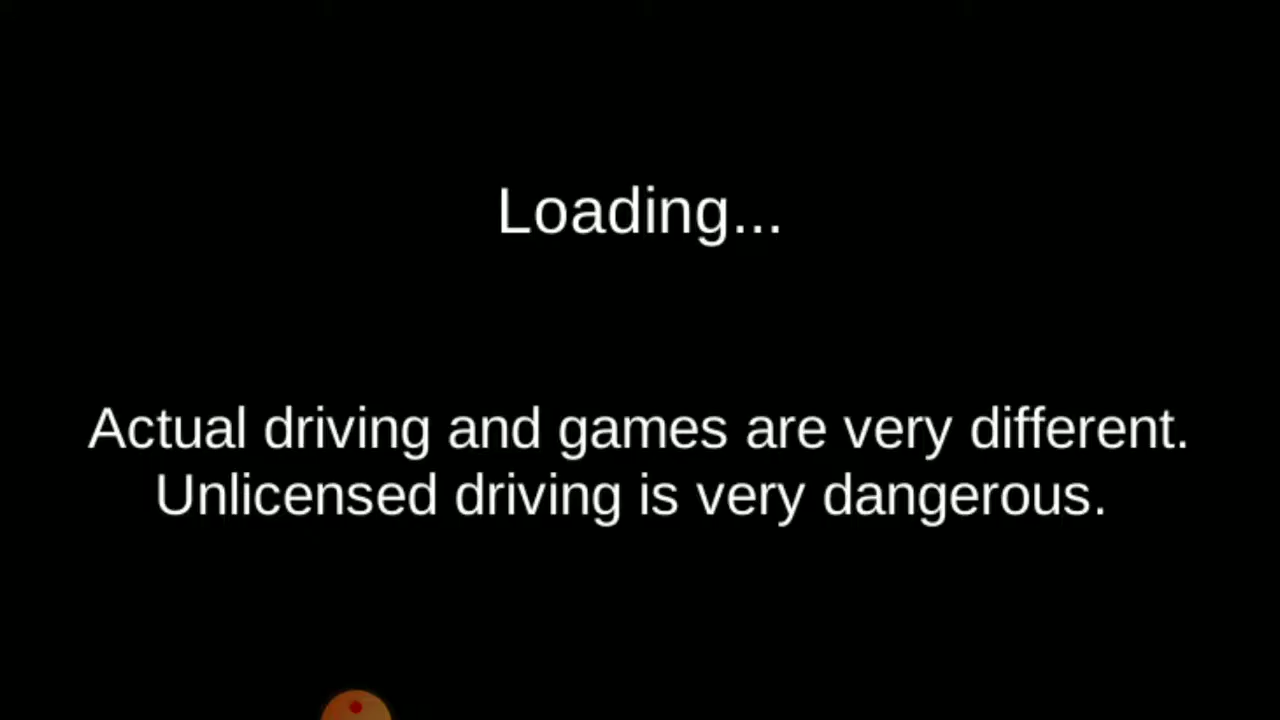 Loading...
Actual driving and games are very different.
Unlicensed driving is very dangerous.